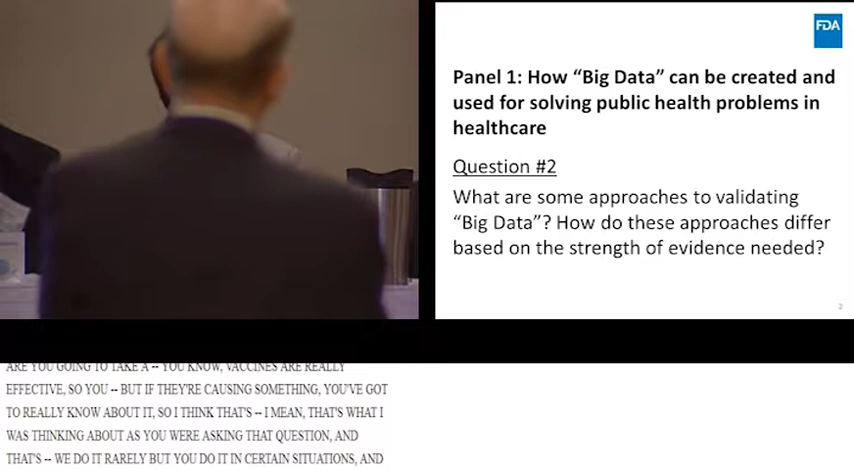 FDA
Panel 1: How “Big Data” can be created and
used for solving public health problems in
healthcare
Question #2
What are some approaches to validating
“Big Data”? How do these approaches differ
based on the strength of evidence needed?
2
ARE YOU GOING TO TAKE A -- YOU KNOW, VACCINES ARE REALLY
EFFECTIVE, SO YOU -- BUT IF THEY'RE CAUSING SOMETHING, YOU'VE GOT
TO REALLY KNOW ABOUT IT, SO I THINK THAT'S -- I MEAN, THAT'S WHAT I
WAS THINKING ABOUT AS YOU WERE ASKING THAT QUESTION, AND
THAT'S -- WE DO IT RARELY BUT YOU DO IT IN CERTAIN SITUATIONS, AND